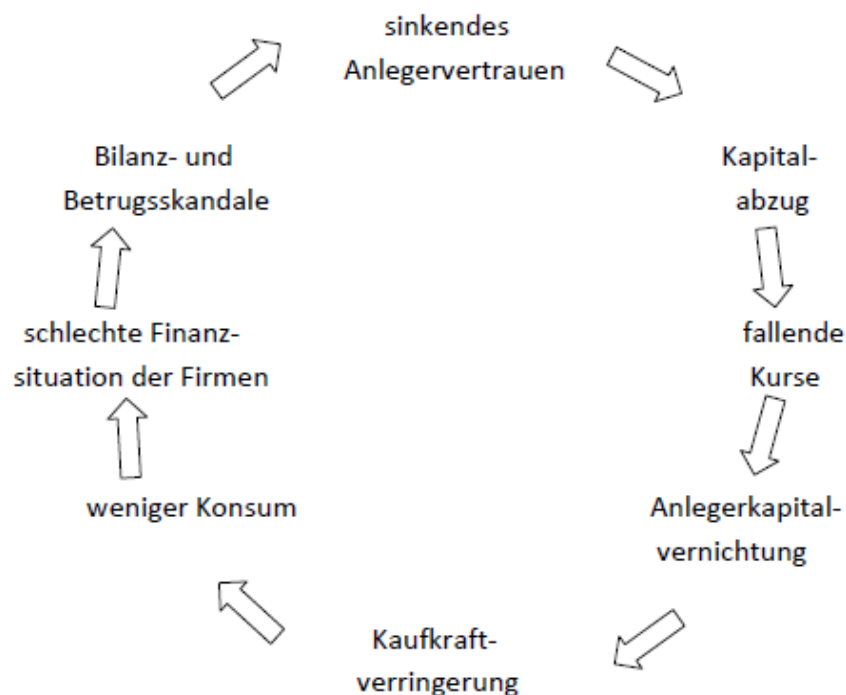 sinkendes
Anlegervertrauen
Kapital-
abzug
fallende
Kurse
Anlegerkapital-
vernichtung
Kaufkraft-
verringerung
weniger Konsum
schlechte Finanz-
situation der Firmen
Bilanz- und
Betrugsskandale